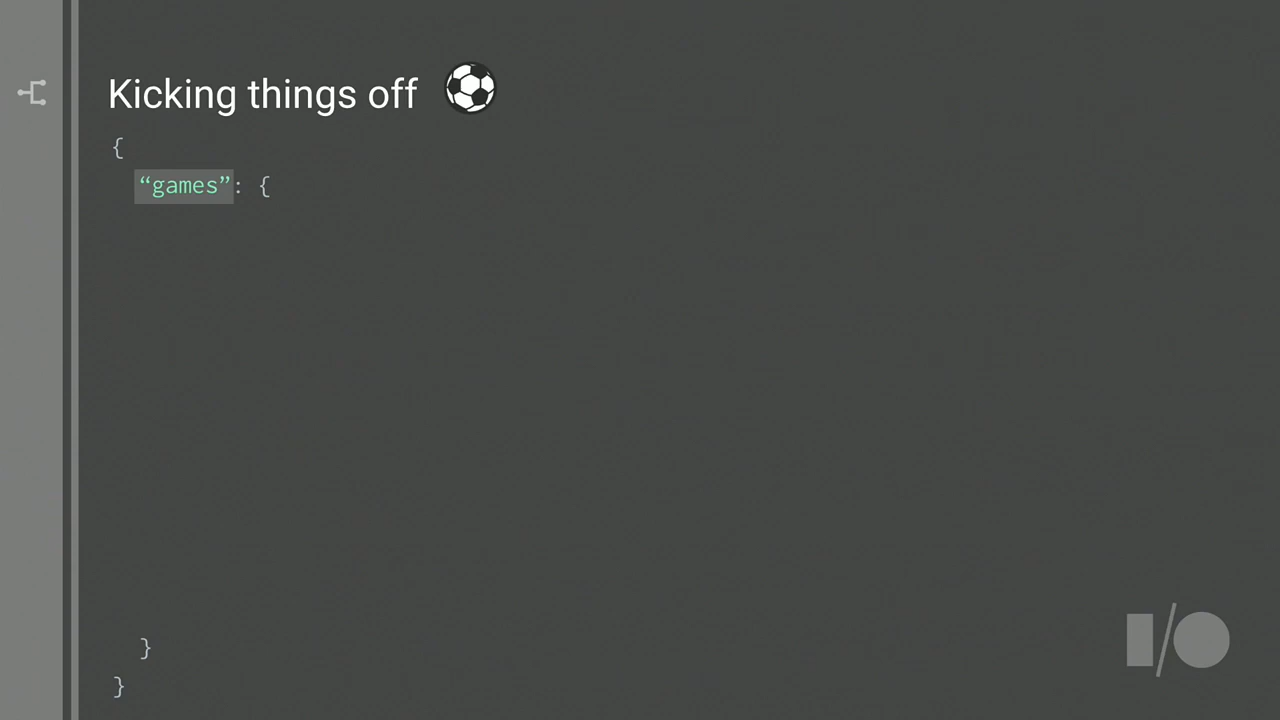 Kicking things off
{
“games”: {
}
}
I/O